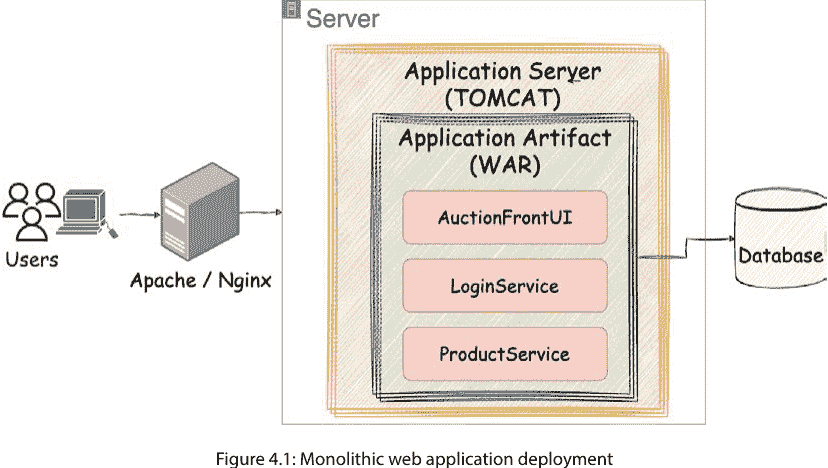 Server
Application Server
(TOMCAT)
Application Artifact
(WAR)
AuctionFrontUI
LoginService
ProductService
Users
Apache / Nginx
Database
Figure 4.1: Monolithic web application deployment